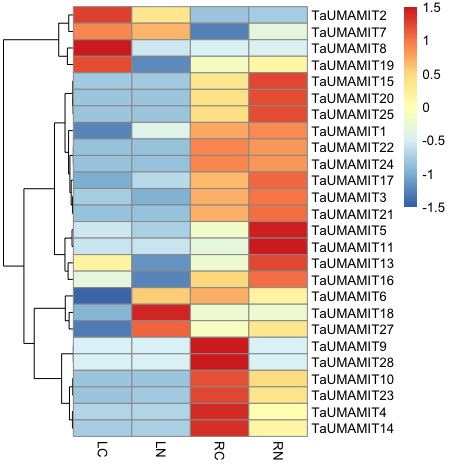 TaUMAMIT2
TaUMAMIT7
TaUMAMIT8
TaUMAMIT19
TaUMAMIT15
TaUMAMIT20
TaUMAMIT25
TaUMAMIT1
TaUMAMIT22
TaUMAMIT24
TaUMAMIT17
TaUMAMIT3
TaUMAMIT21
TaUMAMIT5
TaUMAMIT11
TaUMAMIT13
TaUMAMIT16
TaUMAMIT6
TaUMAMIT18
TaUMAMIT27
TaUMAMIT9
TaUMAMIT28
TaUMAMIT10
TaUMAMIT23
TaUMAMIT4
TaUMAMIT14
LC LN RC RN
1.5
1
0.5
0
-0.5
-1
-1.5